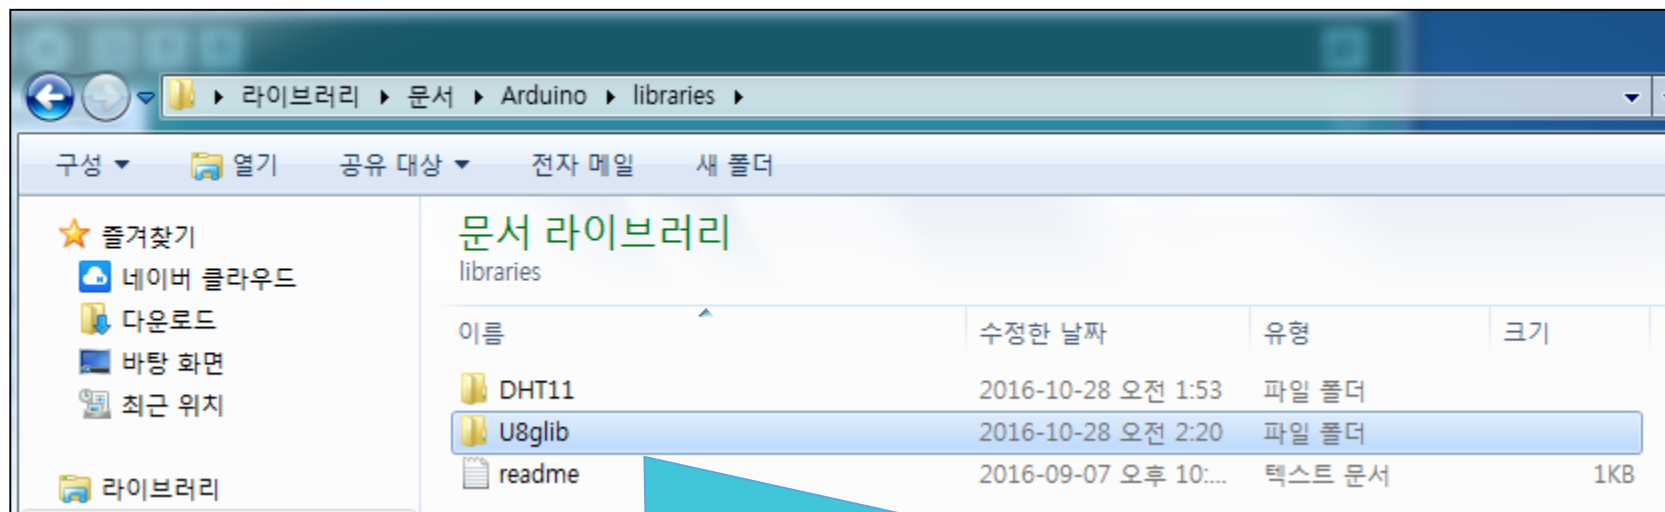 라이브러리 ▸ 문서 ▸ Arduino ▸ libraries ▸
구성 열기 공유 대상 전자 메일 새 폴더
즐겨찾기
네이버 클라우드
다운로드
바탕 화면
최근 위치
라이브러리
문서 라이브러리
libraries
이름 수정한 날짜 유형 크기
DHT11 2016-10-28 오전 1:53 파일 폴더
U8glib 2016-10-28 오전 2:20 파일 폴더
readme 2016-09-07 오후 10:... 텍스트 문서 1KB